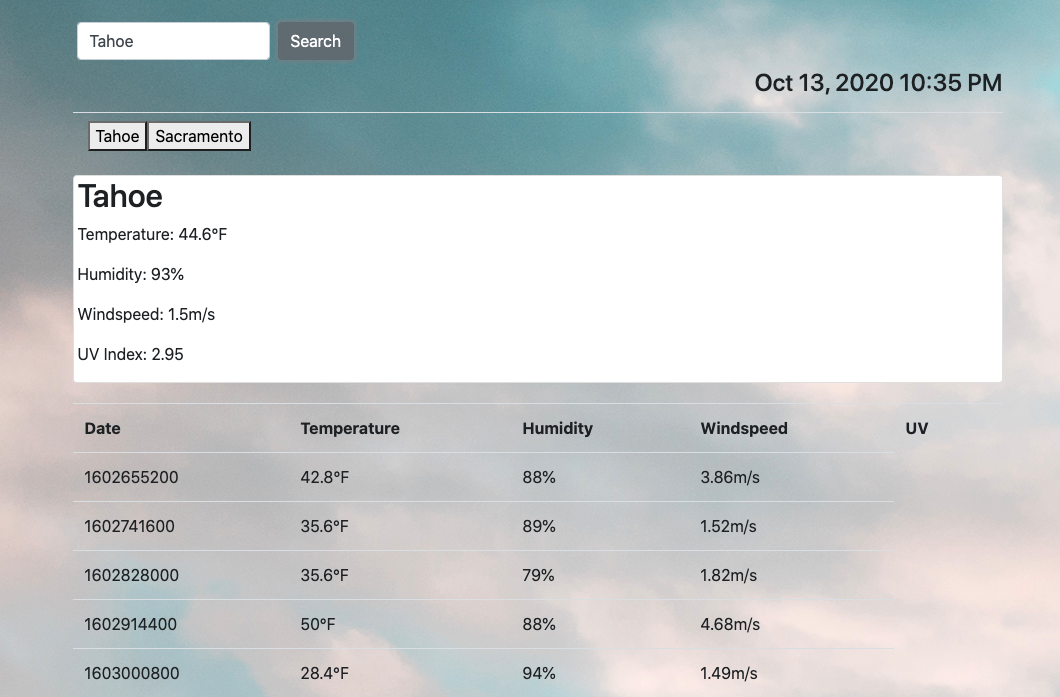 Tahoe Search
Oct 13, 2020 10:35 PM
Tahoe Sacramento
Tahoe
Temperature: 44.6°F
Humidity: 93%
Windspeed: 1.5m/s
UV Index: 2.95
Date Temperature Humidity Windspeed UV
1602655200 42.8°F 88% 3.86m/s
1602741600 35.6°F 89% 1.52m/s
1602828000 35.6°F 79% 1.82m/s
1602914400 50°F 88% 4.68m/s
1603000800 28.4°F 94% 1.49m/s